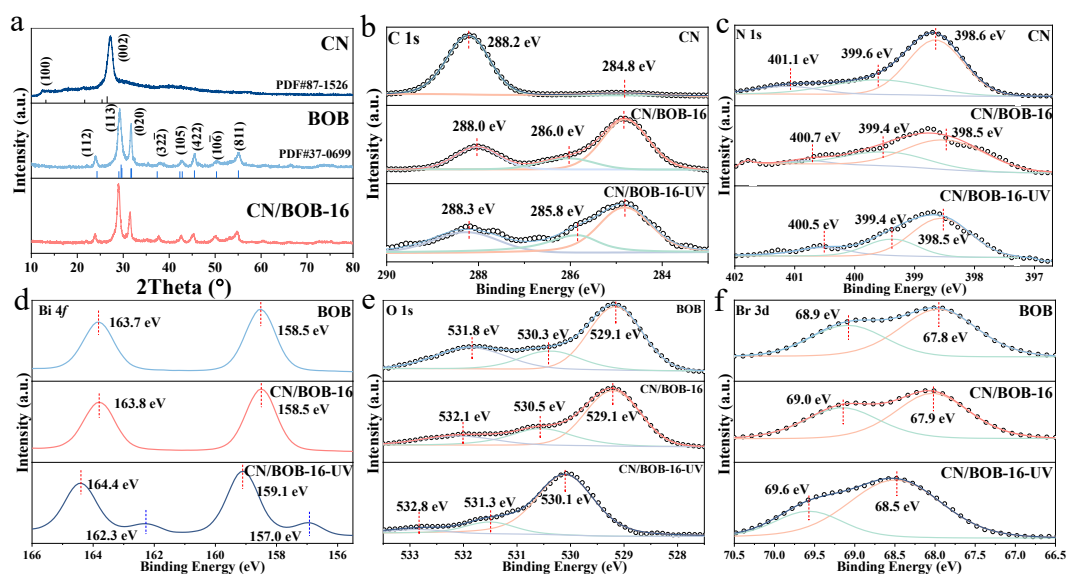 a
CN
(002)
(100)
PDF#87-1526
BOB
(112)
(113)
(020)
(322)
(105)
(422)
(106)
(811)
PDF#37-0699
CN/BOB-16
Intensity (a.u.)
10 20 30 40 50 60 70 80
2Theta (°)
b
C 1s
CN
288.2 eV
284.8 eV
CN/BOB-16
288.0 eV
286.0 eV
CN/BOB-16-UV
288.3 eV
285.8 eV
Intensity (a.u.)
290 288 286 284
Binding Energy (eV)
c
N 1s
CN
401.1 eV
399.6 eV
398.6 eV
CN/BOB-16
400.7 eV
399.4 eV
398.5 eV
CN/BOB-16-UV
400.5 eV
399.4 eV
398.5 eV
Intensity (a.u.)
402 401 400 399 398 397
Binding Energy (eV)
d
Bi 4f
BOB
163.7 eV
158.5 eV
CN/BOB-16
163.8 eV
158.5 eV
CN/BOB-16-UV
164.4 eV
159.1 eV
162.3 eV
157.0 eV
Intensity (a.u.)
166 164 162 160 158 156
Binding Energy (eV)
e
O 1s
BOB
531.8 eV
530.3 eV
529.1 eV
CN/BOB-16
532.1 eV
530.5 eV
529.1 eV
CN/BOB-16-UV
532.8 eV
531.3 eV
530.1 eV
Intensity (a.u.)
533 532 531 530 529 528
Binding Energy (eV)
f
Br 3d
BOB
68.9 eV
67.8 eV
CN/BOB-16
69.0 eV
67.9 eV
CN/BOB-16-UV
69.6 eV
68.5 eV
Intensity (a.u.)
70.5 70.0 69.5 69.0 68.5 68.0 67.5 67.0 66.5
Binding Energy (eV)